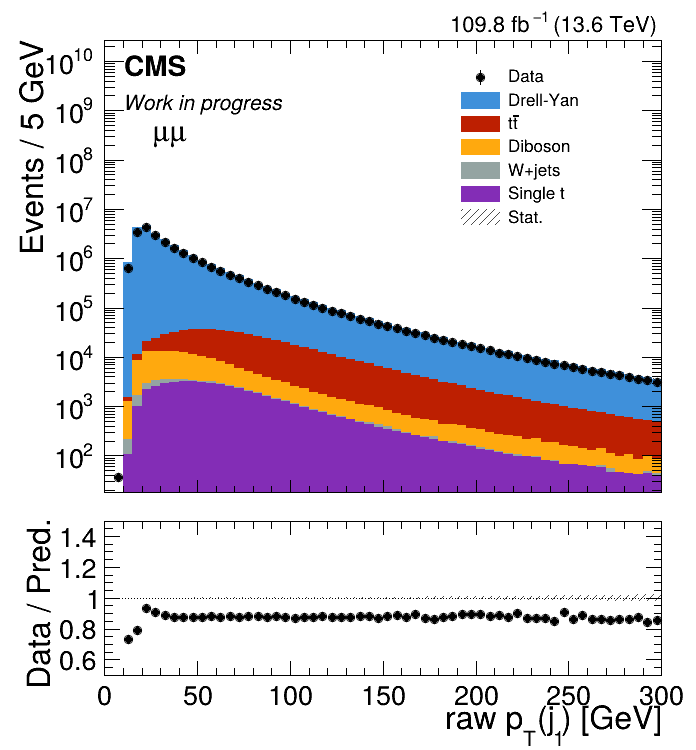 109.8 fb⁻¹ (13.6 TeV)
CMS
Work in progress
μμ
Data
Drell-Yan
tt̄
Diboson
W+jets
Single t
Stat.
Events / 5 GeV
10¹⁰
10⁹
10⁸
10⁷
10⁶
10⁵
10⁴
10³
10²
Data / Pred.
1.4
1.2
1
0.8
0.6
0 50 100 150 200 250 300
raw p_T(j_1) [GeV]